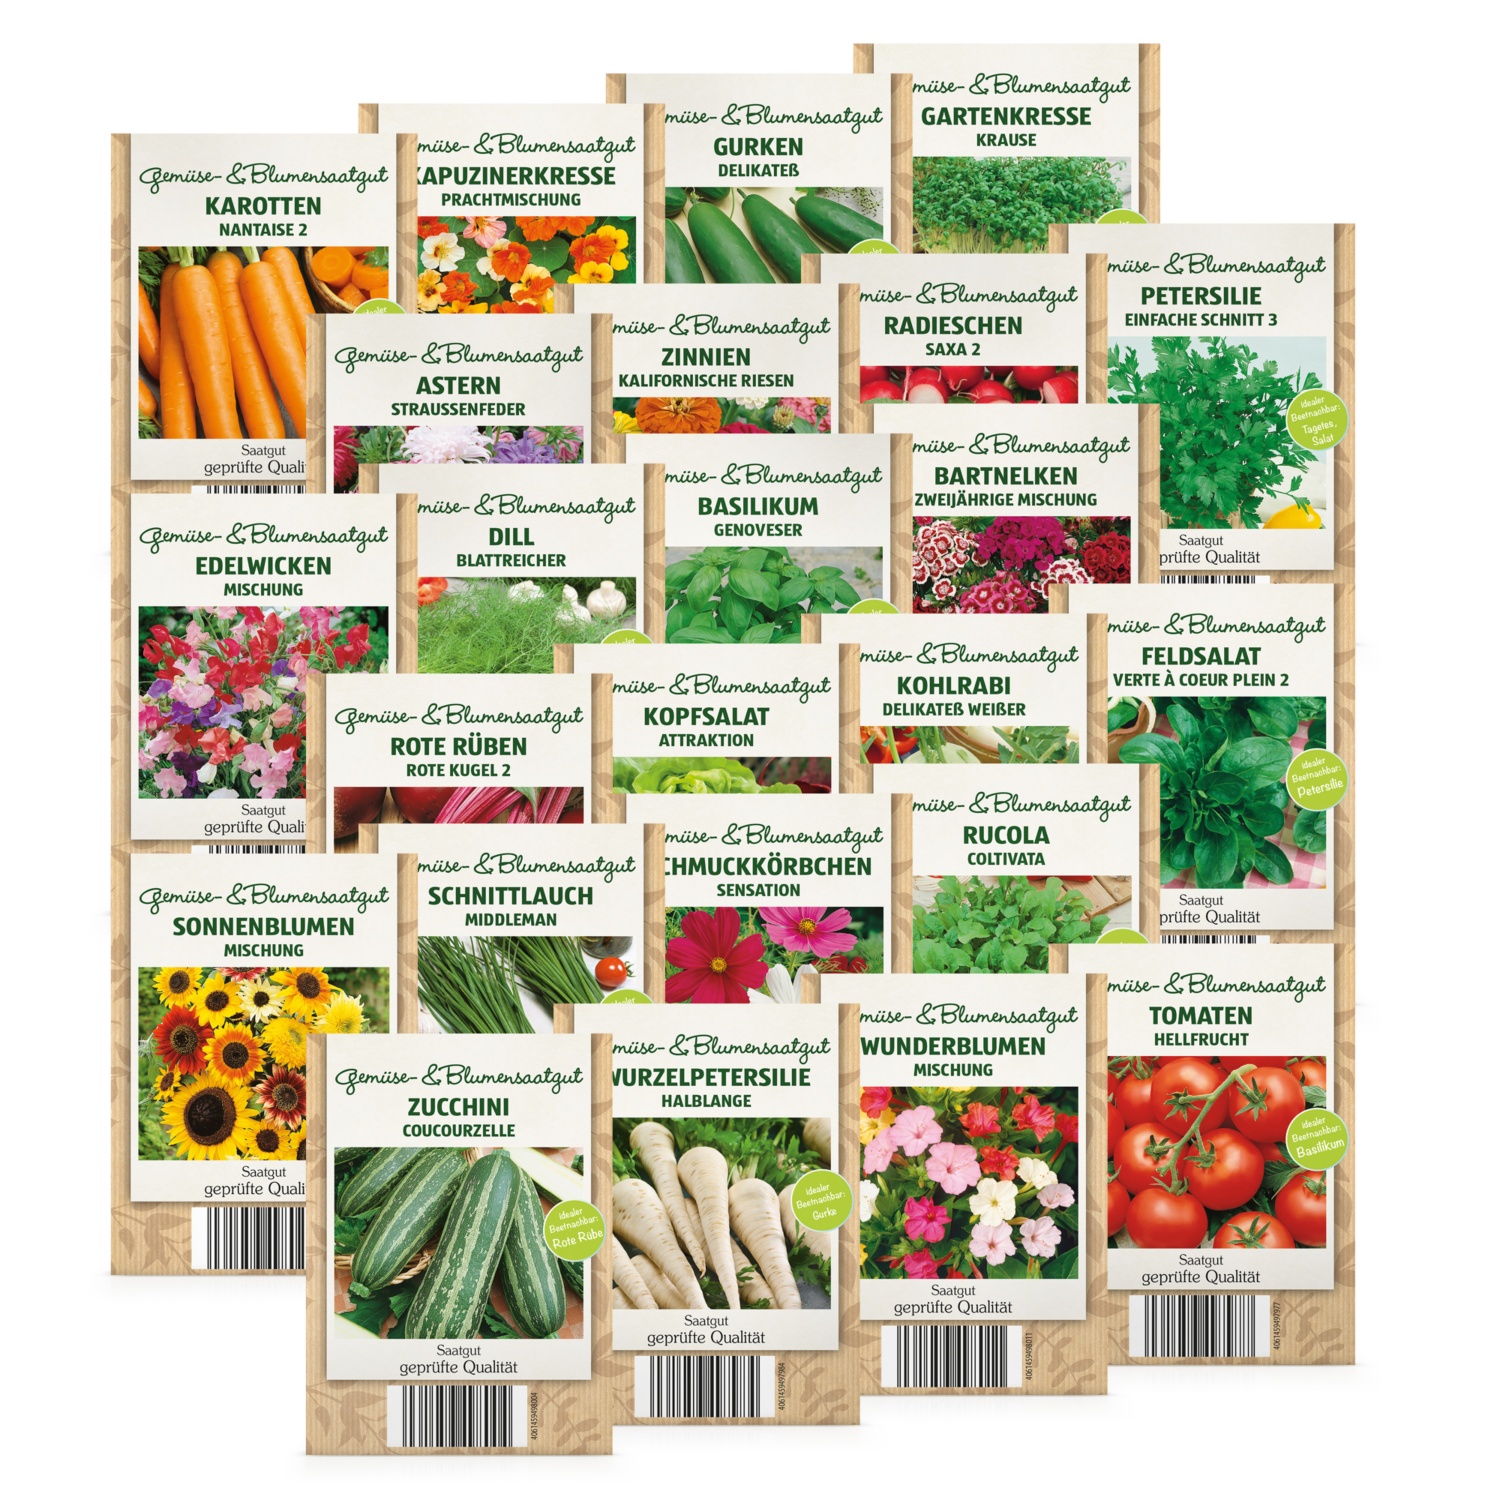 müse- & Blumensaatgut
GARTENKRESSE
KRAUSE
müse- & Blumensaatgut
GURKEN
DELIKATEß
müse- & Blumensaatgut
KAPUZINERKRESSE
PRACHTMISCHUNG
Gemüse- & Blumensaatgut
KAROTTEN
NANTAISE 2
idealer
Saatgut
geprüfte Quali
müse- & Blumensaatgut
PETERSILIE
EINFACHE SCHNITT 3
idealer
Beetnachbar:
Tagetes,
Salat
Saatgut
prüfte Qualität
müse- & Blumensaatgut
RADIESCHEN
SAXA 2
müse- & Blumensaatgut
ZINNIEN
KALIFORNISCHE RIESEN
Gemüse- & Blumensaatgut
ASTERN
STRAUSSENFEDER
müse- & Blumensaatgut
BARTNELKEN
ZWEIJÄHRIGE MISCHUNG
müse- & Blumensaatgut
BASILIKUM
GENOVESER
müse- & Blumensaatgut
DILL
BLATTREICHER
Gemüse- & Blumensaatgut
EDELWICKEN
MISCHUNG
Saatgut
geprüfte Quali
müse- & Blumensaatgut
FELDSALAT
VERTE À COEUR PLEIN 2
idealer
Beetnachbar:
Petersilie
Saatgut
prüfte Qualität
müse- & Blumensaatgut
KOHLRABI
DELIKATEß WEIßER
müse- & Blumensaatgut
KOPFSALAT
ATTRAKTION
Gemüse- & Blumensaatgut
ROTE RÜBEN
ROTE KUGEL 2
müse- & Blumensaatgut
RUCOLA
COLTIVATA
müse- & Blumensaatgut
CHMUCKKÖRBCHEN
SENSATION
müse- & Blumensaatgut
SCHNITTLAUCH
MIDDLEMAN
Gemüse- & Blumensaatgut
SONNENBLUMEN
MISCHUNG
Saatgut
geprüfte Quali
müse- & Blumensaatgut
TOMATEN
HELLFRUCHT
idealer
Beetnachbar:
Basilikum
Saatgut
geprüfte Qualität
4061459497977
müse- & Blumensaatgut
WUNDERBLUMEN
MISCHUNG
Saatgut
geprüfte Qualität
4061459498011
müse- & Blumensaatgut
WURZELPETERSILIE
HALBLANGE
idealer
Beetnachbar:
Gurke
Saatgut
geprüfte Qualität
4061459497984
Gemüse- & Blumensaatgut
ZUCCHINI
COUCOURZELLE
idealer
Beetnachbar:
Rote Rübe
Saatgut
geprüfte Qualität
4061459498004